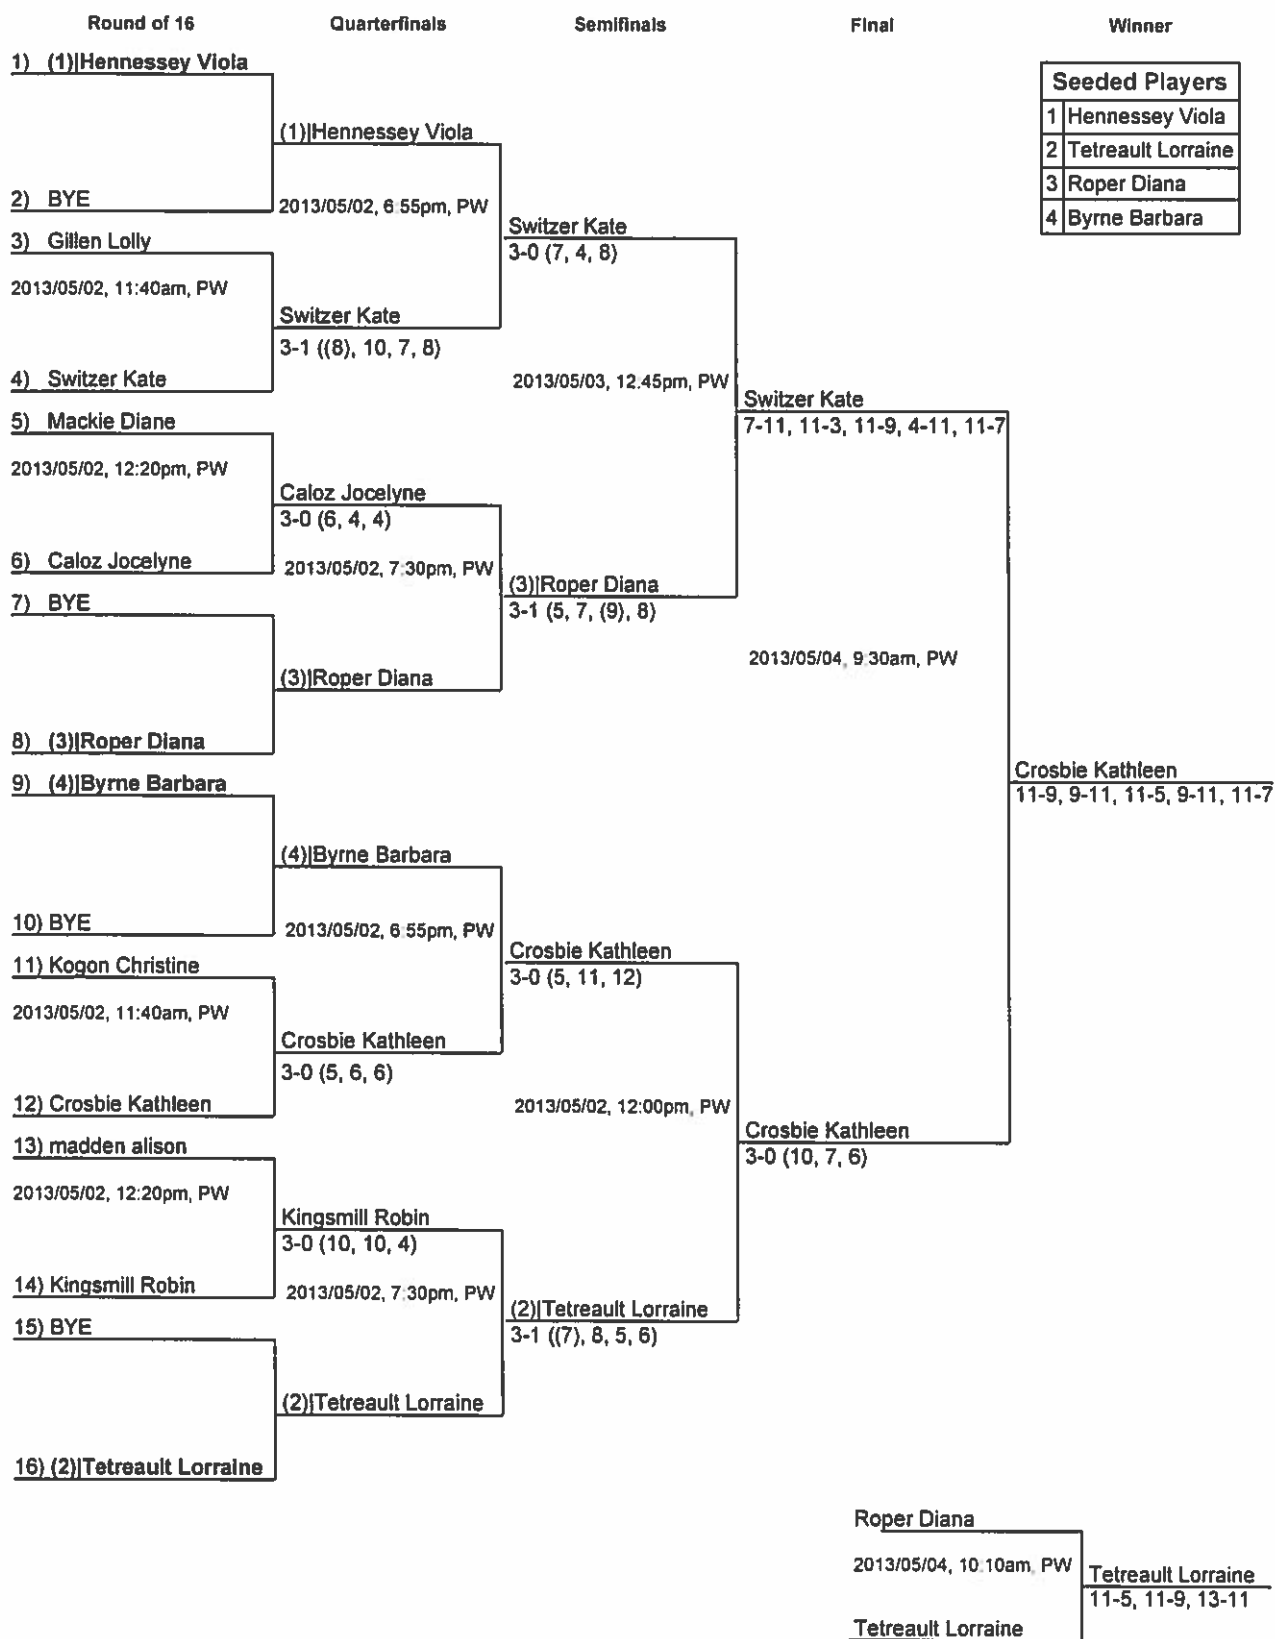 Round of 16 Quarterfinals Semifinals Final Winner
1) (1)|Hennessey Viola
Seeded Players
1 Hennessey Viola
2 Tetreault Lorraine
3 Roper Diana
4 Byrne Barbara
(1)|Hennessey Viola
2) BYE
2013/05/02, 6:55pm, PW
3) Gillen Lolly
Switzer Kate
3-0 (7, 4, 8)
2013/05/02, 11:40am, PW
Switzer Kate
3-1 ((8), 10, 7, 8)
4) Switzer Kate
2013/05/03, 12:45pm, PW
Switzer Kate
7-11, 11-3, 11-9, 4-11, 11-7
5) Mackie Diane
2013/05/02, 12:20pm, PW
Caloz Jocelyne
3-0 (6, 4, 4)
6) Caloz Jocelyne
2013/05/02, 7:30pm, PW
(3)|Roper Diana
3-1 (5, 7, (9), 8)
7) BYE
2013/05/04, 9:30am, PW
(3)|Roper Diana
8) (3)|Roper Diana
9) (4)|Byrne Barbara
Crosbie Kathleen
11-9, 9-11, 11-5, 9-11, 11-7
(4)|Byrne Barbara
10) BYE
2013/05/02, 6:55pm, PW
Crosbie Kathleen
3-0 (5, 11, 12)
11) Kogon Christine
2013/05/02, 11:40am, PW
Crosbie Kathleen
3-0 (5, 6, 6)
12) Crosbie Kathleen
2013/05/02, 12:00pm, PW
Crosbie Kathleen
3-0 (10, 7, 6)
13) madden alison
2013/05/02, 12:20pm, PW
Kingsmill Robin
3-0 (10, 10, 4)
14) Kingsmill Robin
2013/05/02, 7:30pm, PW
(2)|Tetreault Lorraine
3-1 ((7), 8, 5, 6)
15) BYE
(2)|Tetreault Lorraine
16) (2)|Tetreault Lorraine
Roper Diana
2013/05/04, 10:10am, PW
Tetreault Lorraine
11-5, 11-9, 13-11
Tetreault Lorraine